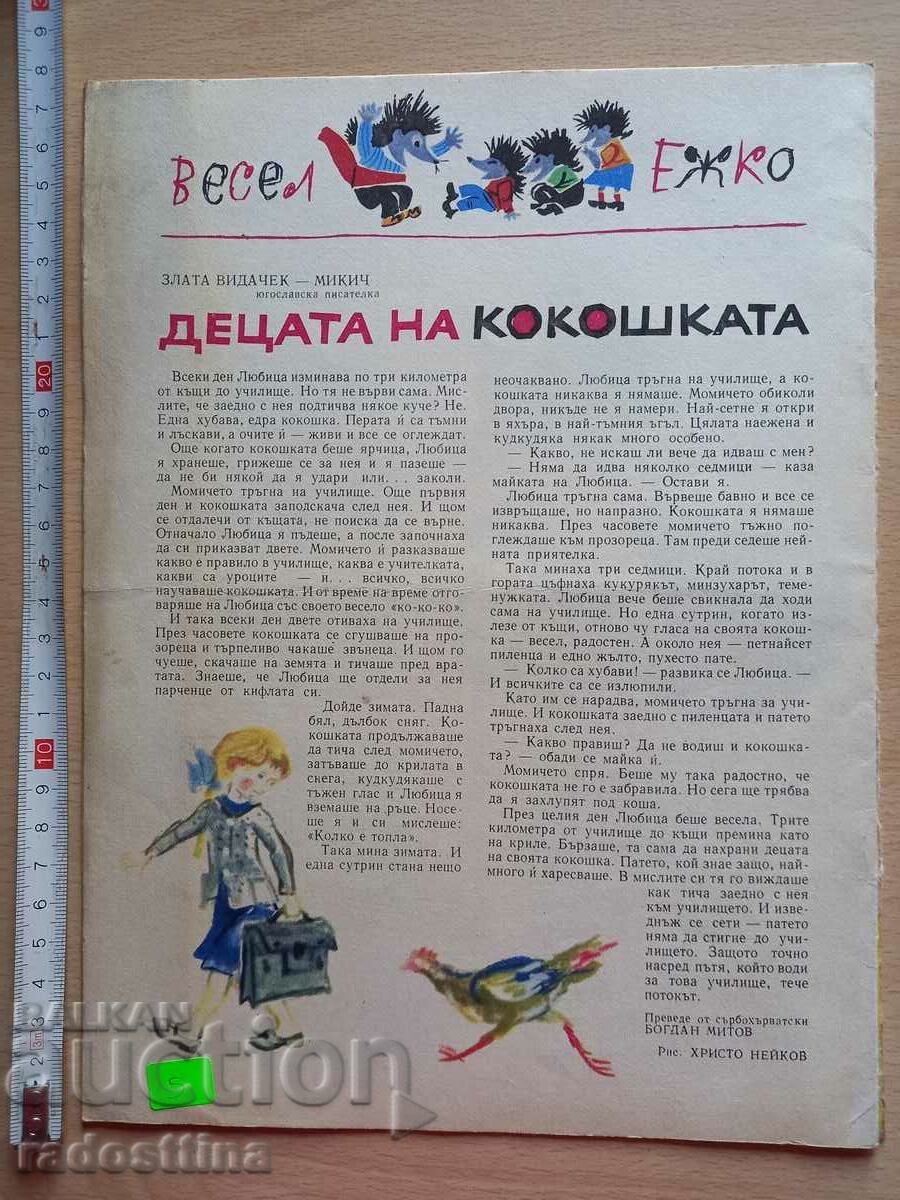 Весел Ежко
ЗЛАТА ВИДАЧЕК — МИКИЧ
югославска писателка
ДЕЦАТА НА КОКОШКАТА
Всеки ден Любица изминава по три километра
от къщи до училище. Но тя не върви сама. Мис-
лите, че заедно с нея подтичва някое куче? Не.
Една хубава, едра кокошка. Перата ѝ са тъмни
и лъскави, а очите ѝ — живи и все се оглеждат.
Още когато кокошката беше ярчица, Любица
я хранеше, грижеше се за нея и я пазеше —
да не би някой да я удари или... заколи.
Момичето тръгна на училище. Още първия
ден и кокошката заподскача след нея. И щом
се отдалечи от къщата, не поиска да се върне.
Отначало Любица я пъдеше, а после започнаха
да си приказват двете. Момичето ѝ разказваше
какво е правило в училище, каква е учителката,
какви са уроците — и... всичко, всичко
научаваше кокошката. И от време на време отго-
варяше на Любица със своето весело «ко-ко-ко».
И така всеки ден двете отиваха на училище.
През часовете кокошката се сгушваше на про-
зореца и търпеливо чакаше звънеца. И щом го
чуеше, скачаше на земята и тичаше пред вра-
тата. Знаеше, че Любица ще отдели за нея
парченце от кифлата си.
Дойде зимата. Падна
бял, дълбок сняг. Ко-
кошката продължаваше
да тича след момичето,
затъваше до крилата в
снега, кудкудякаше с
тъжен глас и Любица я
вземаше на ръце. Носе-
ше я и си мислеше:
«Колко е топла».
Така мина зимата. И
една сутрин стана нещо
неочаквано. Любица тръгна на училище, а ко-
кошката никаква я нямаше. Момичето обиколи
двора, никъде не я намери. Най-сетне я откри
в яхъра, в най-тъмния ъгъл. Цялата наежена и
кудкудяка някак много особено.
— Какво, не искаш ли вече да идваш с мен?
— Няма да идва няколко седмици — каза
майката на Любица. — Остави я.
Любица тръгна сама. Вървеше бавно и все се
извръщаше, но напразно. Кокошката я нямаше
никаква. През часовете момичето тъжно по-
глеждаше към прозореца. Там преди седеше ней-
ната приятелка.
Така минаха три седмици. Край потока и в
гората цъфнаха кукурякът, минзухарът, теме-
нужката. Любица вече беше свикнала да ходи
сама на училище. Но една сутрин, когато из-
лезе от къщи, отново чу гласа на своята кокош-
ка — весел, радостен. А около нея — петнайсет
пиленца и едно жълто, пухесто пате.
— Колко са хубави! — развика се Любица. —
И всичките са се излюпили.
Като им се нарадва, момичето тръгна за учи-
лище. И кокошката заедно с пиленцата и патето
тръгнаха след нея.
— Какво правиш? Да не водиш и кокошка-
та? — обади се майка ѝ.
Момичето спря. Беше му така радостно, че
кокошката не го е забравила. Но сега ще трябва
да я захлупят под коша.
През целия ден Любица беше весела. Трите
километра от училище до къщи премина като
на криле. Бързаше, та сама да нахрани децата
на своята кокошка. Патето, кой знае защо, най-
много ѝ харесваше. В мислите си тя го виждаше
как тича заедно с нея
към училището. И изве-
днъж се сети — патето
няма да стигне до учи-
лището. Защото точно
насред пътя, който води
за това училище, тече
потокът.
Преведе от сърбохърватски
БОГДАН МИТОВ
Рис. ХРИСТО НЕЙКОВ
BALKAN
auction
radosttina
S